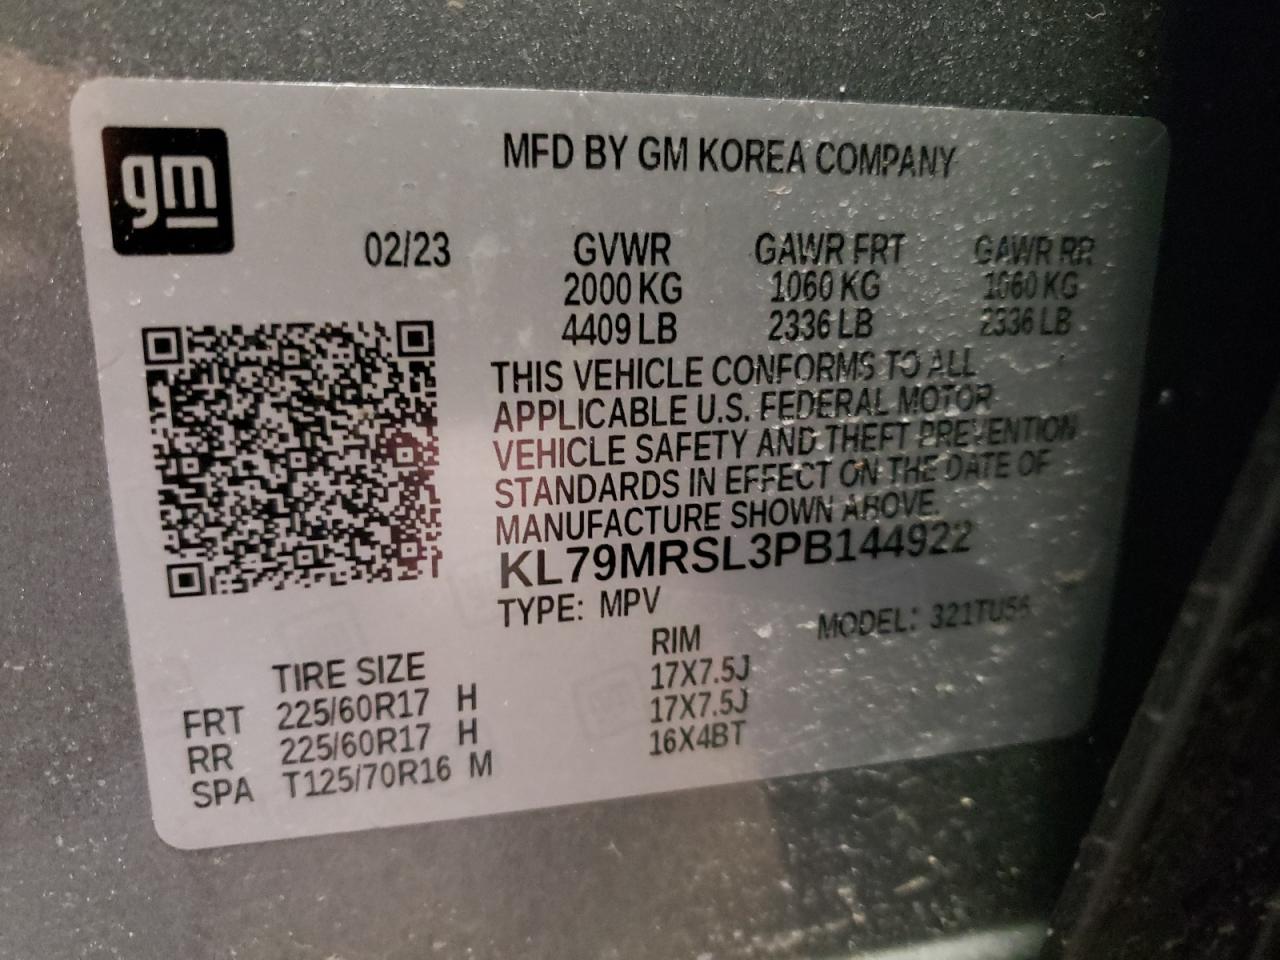 gm
MFD BY GM KOREA COMPANY
02/23 GVWR GAWR FRT GAWR RR
2000 KG 1060 KG 1060 KG
4409 LB 2336 LB 2336 LB
THIS VEHICLE CONFORMS TO ALL
APPLICABLE U.S. FEDERAL MOTOR
VEHICLE SAFETY AND THEFT PREVENTION
STANDARDS IN EFFECT ON THE DATE OF
MANUFACTURE SHOWN ABOVE.
KL79MRSL3PB144922
TYPE: MPV MODEL: 321TU56
TIRE SIZE RIM
FRT 225/60R17 H 17X7.5J
RR 225/60R17 H 17X7.5J
SPA T125/70R16 M 16X4BT